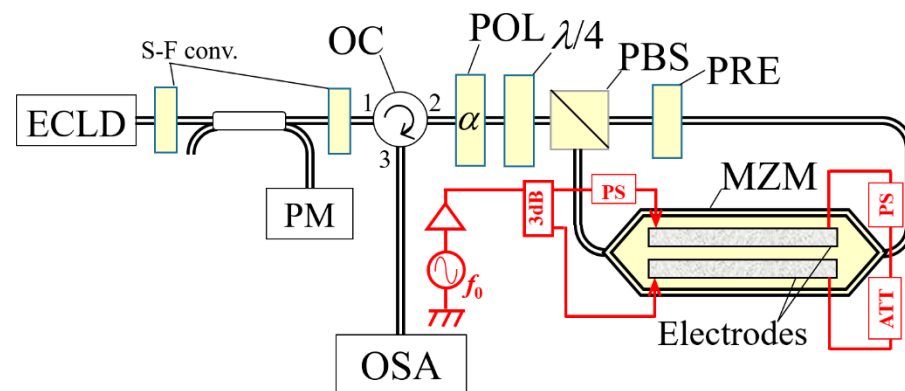 S-F conv.
OC
POL
λ/4
PBS
PRE
ECLD
1
2
3
α
PM
3dB
PS
MZM
PS
f0
ATT
Electrodes
OSA